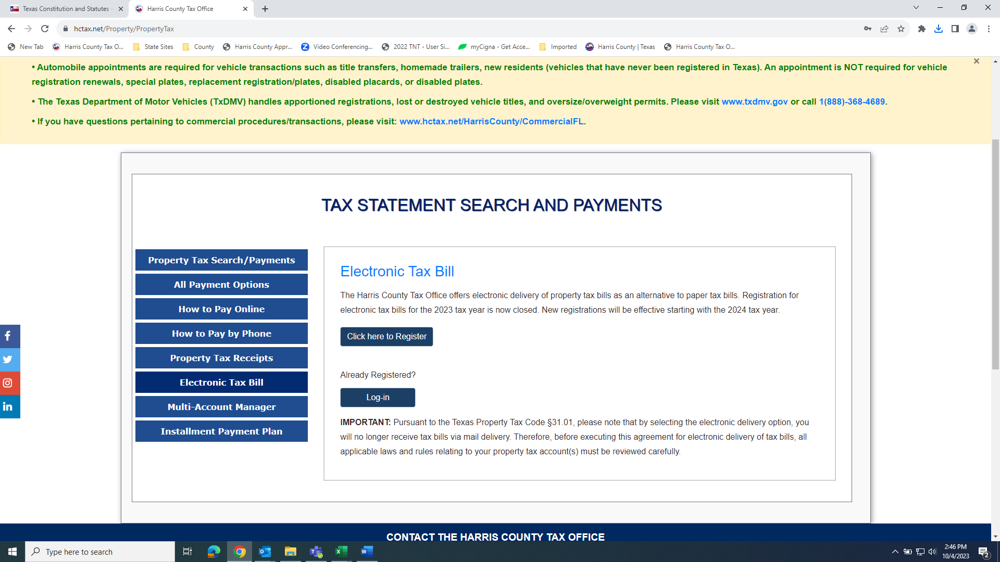 Texas Constitution and Statutes -
Harris County Tax Office
hctax.net/Property/PropertyTax
New Tab
Harris County Tax O...
State Sites
County
Harris County Appr...
Video Conferencing...
2022 TNT - User Si...
myCigna - Get Acce...
Imported
Harris County | Texas
Harris County Tax O...
• Automobile appointments are required for vehicle transactions such as title transfers, homemade trailers, new residents (vehicles that have never been registered in Texas). An appointment is NOT required for vehicle
registration renewals, special plates, replacement registration/plates, disabled placards, or disabled plates.
• The Texas Department of Motor Vehicles (TxDMV) handles apportioned registrations, lost or destroyed vehicle titles, and oversize/overweight permits. Please visit www.txdmv.gov or call 1(888)-368-4689.
• If you have questions pertaining to commercial procedures/transactions, please visit: www.hctax.net/HarrisCounty/CommercialFL.
TAX STATEMENT SEARCH AND PAYMENTS
Property Tax Search/Payments
All Payment Options
How to Pay Online
How to Pay by Phone
Property Tax Receipts
Electronic Tax Bill
Multi-Account Manager
Installment Payment Plan
Electronic Tax Bill
The Harris County Tax Office offers electronic delivery of property tax bills as an alternative to paper tax bills. Registration for
electronic tax bills for the 2023 tax year is now closed. New registrations will be effective starting with the 2024 tax year.
Click here to Register
Already Registered?
Log-in
IMPORTANT: Pursuant to the Texas Property Tax Code §31.01, please note that by selecting the electronic delivery option, you
will no longer receive tax bills via mail delivery. Therefore, before executing this agreement for electronic delivery of tax bills, all
applicable laws and rules relating to your property tax account(s) must be reviewed carefully.
CONTACT THE HARRIS COUNTY TAX OFFICE
Type here to search
2:46 PM
10/4/2023
2